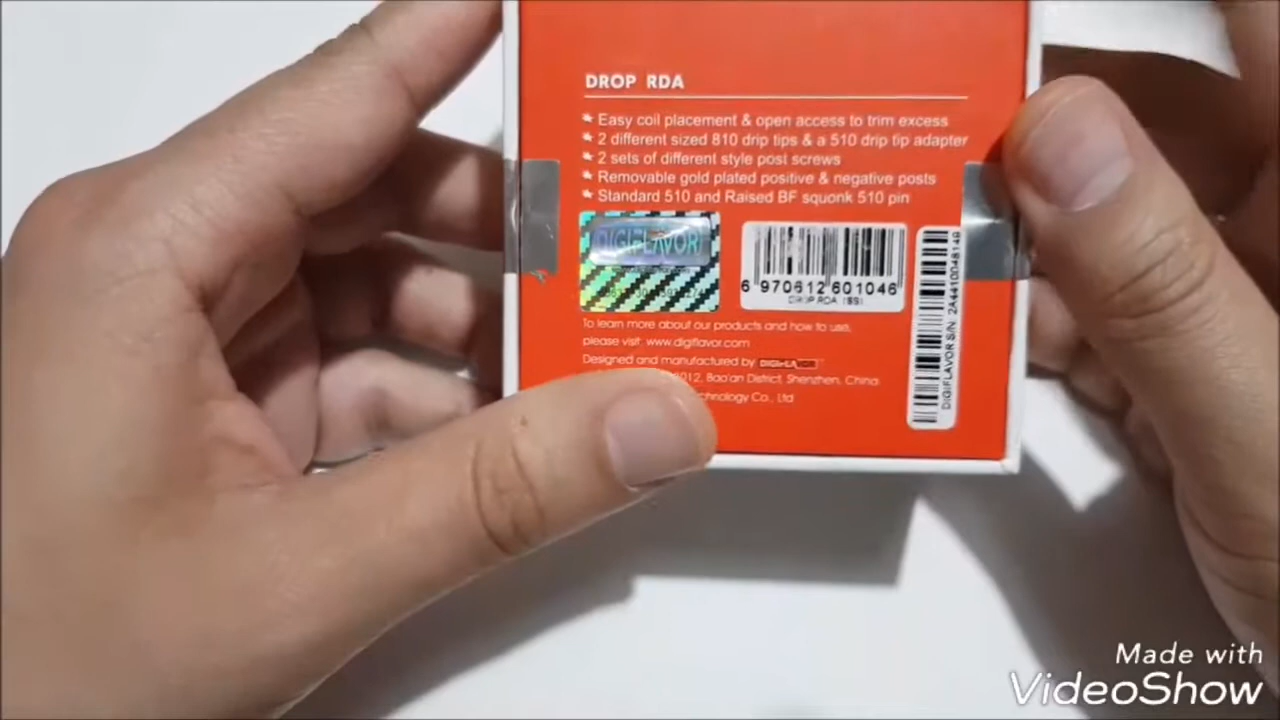 DROP RDA
Easy coil placement & open access to trim excess
2 different sized 810 drip tips & a 510 drip tip adapter
2 sets of different style post screws
Removable gold plated positive & negative posts
Standard 510 and Raised BF squonk 510 pin
DIGIFLAVOR
6 970612 601046
DROP RDA (SS)
DIGIFLAVOR S/N:
To learn more about our products and how to use,
please visit: www.digiflavor.com
Designed and manufactured by DIGIFLAVOR
Bao'an District, Shenzhen, China
Co., Ltd
Made with
VideoShow